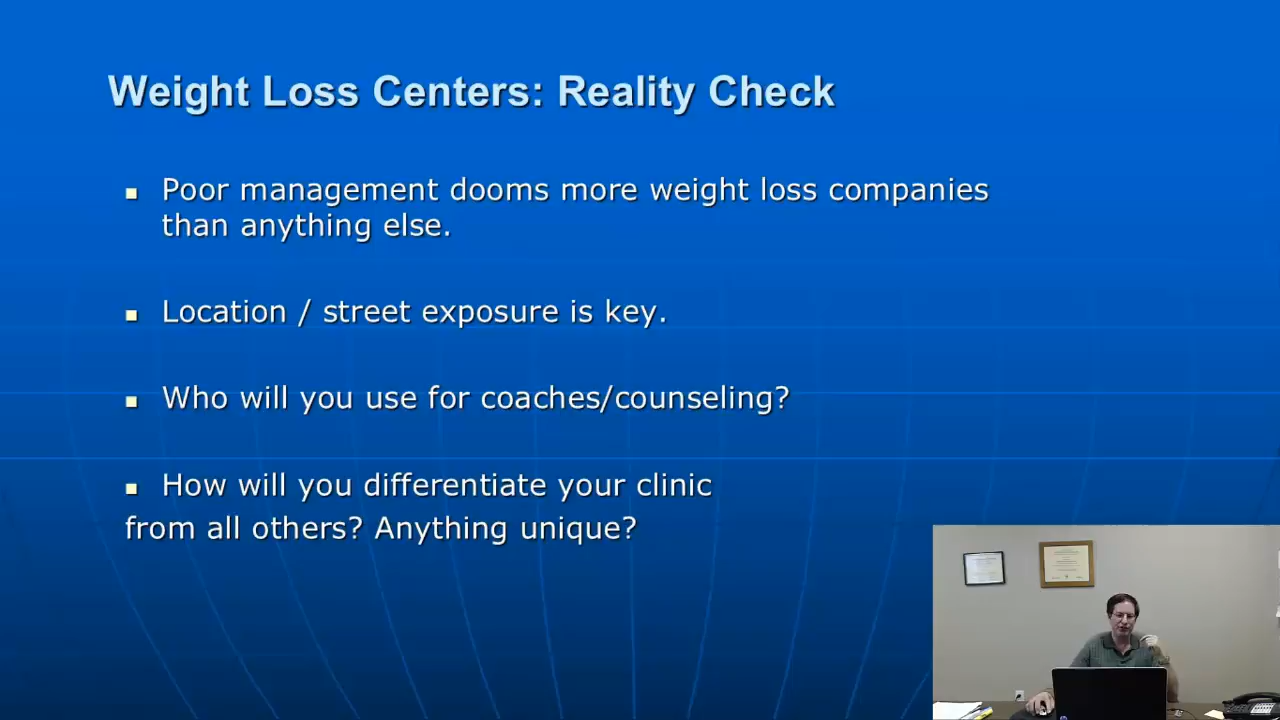 Weight Loss Centers: Reality Check
Poor management dooms more weight loss companies
than anything else.
Location / street exposure is key.
Who will you use for coaches/counseling?
How will you differentiate your clinic
from all others? Anything unique?